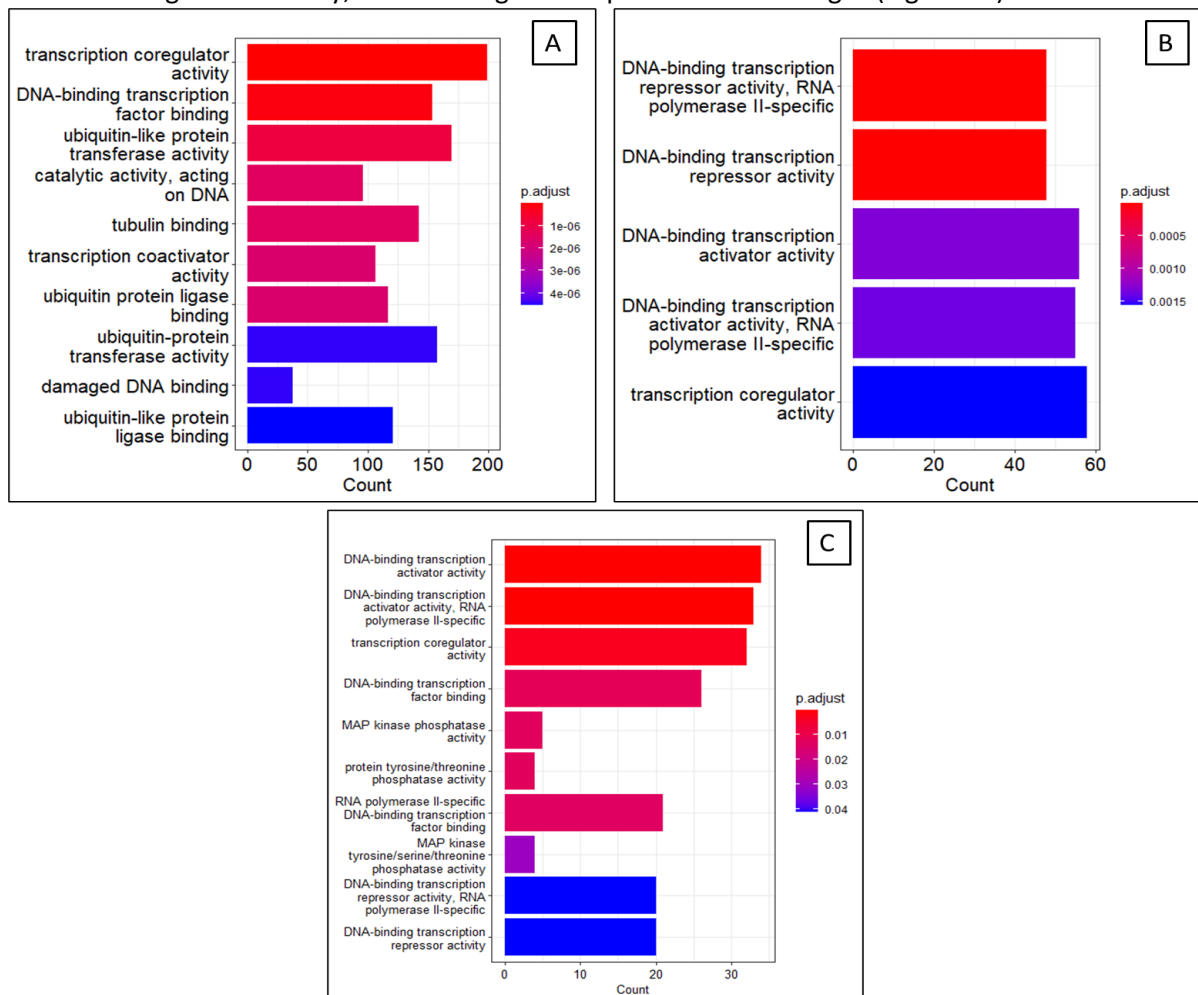 A
transcription coregulator
activity
DNA-binding transcription
factor binding
ubiquitin-like protein
transferase activity
catalytic activity, acting
on DNA
tubulin binding
transcription coactivator
activity
ubiquitin protein ligase
binding
ubiquitin-protein
transferase activity
damaged DNA binding
ubiquitin-like protein
ligase binding
0 50 100 150 200
Count
p.adjust
1e-06
2e-06
3e-06
4e-06
B
DNA-binding transcription
repressor activity, RNA
polymerase II-specific
DNA-binding transcription
repressor activity
DNA-binding transcription
activator activity
DNA-binding transcription
activator activity, RNA
polymerase II-specific
transcription coregulator
activity
0 20 40 60
Count
p.adjust
0.0005
0.0010
0.0015
C
DNA-binding transcription
activator activity
DNA-binding transcription
activator activity, RNA
polymerase II-specific
transcription coregulator
activity
DNA-binding transcription
factor binding
MAP kinase phosphatase
activity
protein tyrosine/threonine
phosphatase activity
RNA polymerase II-specific
DNA-binding transcription
factor binding
MAP kinase
tyrosine/serine/threonine
phosphatase activity
DNA-binding transcription
repressor activity, RNA
polymerase II-specific
DNA-binding transcription
repressor activity
0 10 20 30
Count
p.adjust
0.01
0.02
0.03
0.04